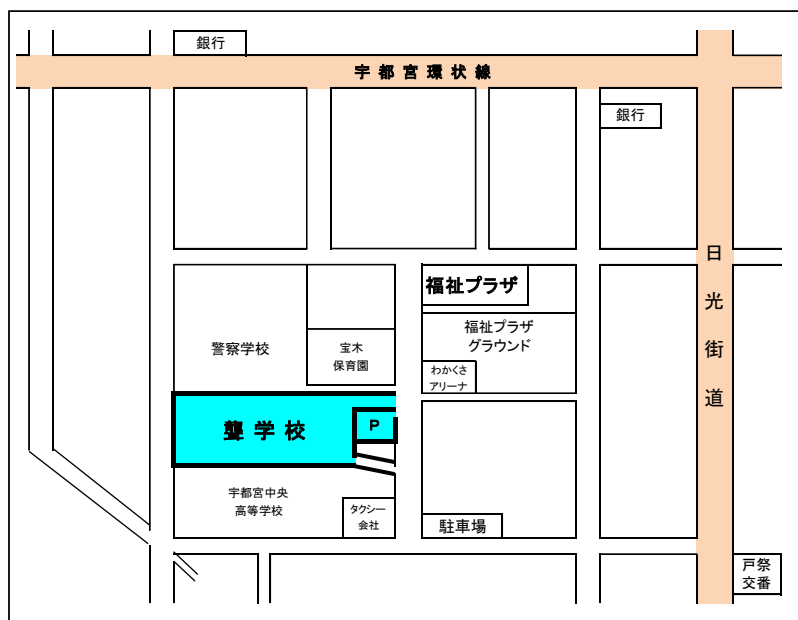 銀行
宇都宮環状線
銀行
日光街道
福祉プラザ
福祉プラザ
グラウンド
警察学校
宝木
保育園
わかくさ
アリーナ
聾学校
P
宇都宮中央
高等学校
タクシー
会社
駐車場
戸祭
交番